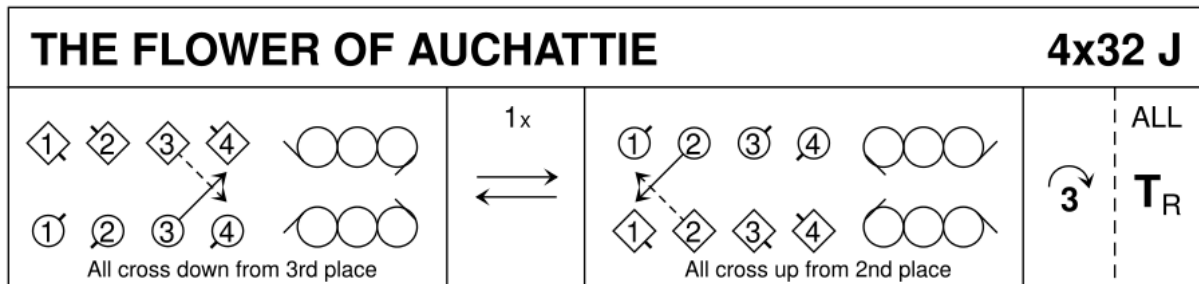 THE FLOWER OF AUCHATTIE 4x32 J
1 2 3 4
1 2 3 4
All cross down from 3rd place
1x
1 2 3 4
1 2 3 4
All cross up from 2nd place
3
ALL
TR